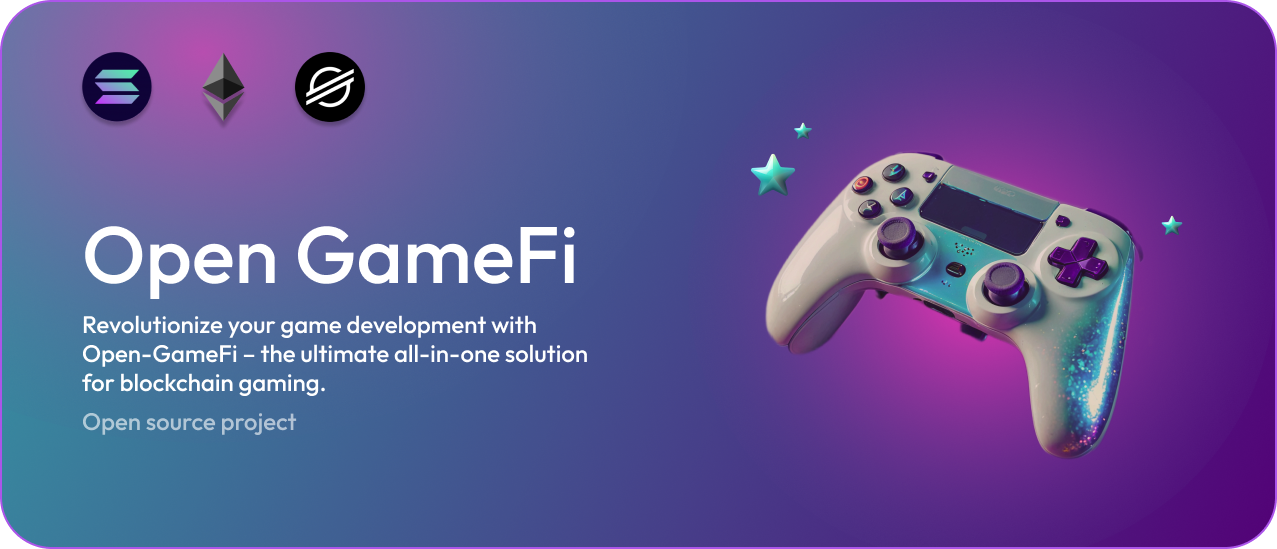 Open GameFi
Revolutionize your game development with
Open-GameFi – the ultimate all-in-one solution
for blockchain gaming.
Open source project